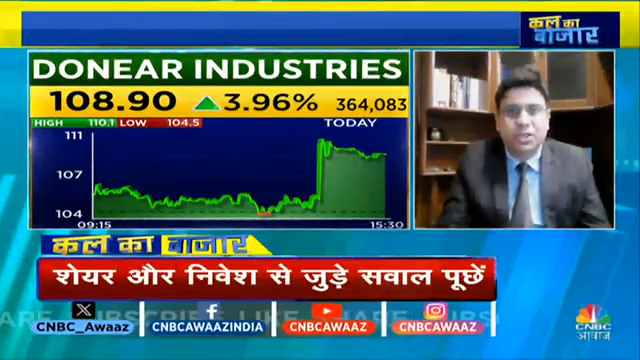 कल का
बाजार
DONEAR INDUSTRIES
108.90 3.96% 364,083
HIGH 110.1 LOW 104.5 TODAY
111
107
104
09:15 15:30
कल का बाजार
शेयर और निवेश से जुड़े सवाल पूछें
CNBC_Awaaz CNBCAWAAZINDIA CNBCAWAAZ CNBCAWAAZ
CNBC
आवाज़